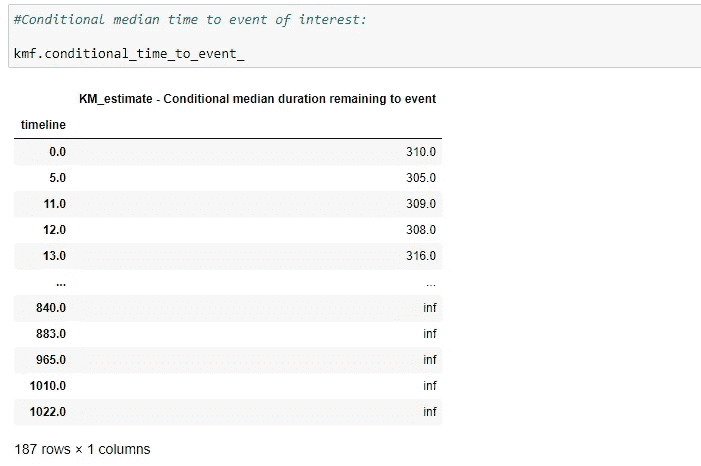 #Conditional median time to event of interest:
kmf.conditional_time_to_event_
KM_estimate - Conditional median duration remaining to event
timeline
0.0 310.0
5.0 305.0
11.0 309.0
12.0 308.0
13.0 316.0
... ...
840.0 inf
883.0 inf
965.0 inf
1010.0 inf
1022.0 inf
187 rows × 1 columns